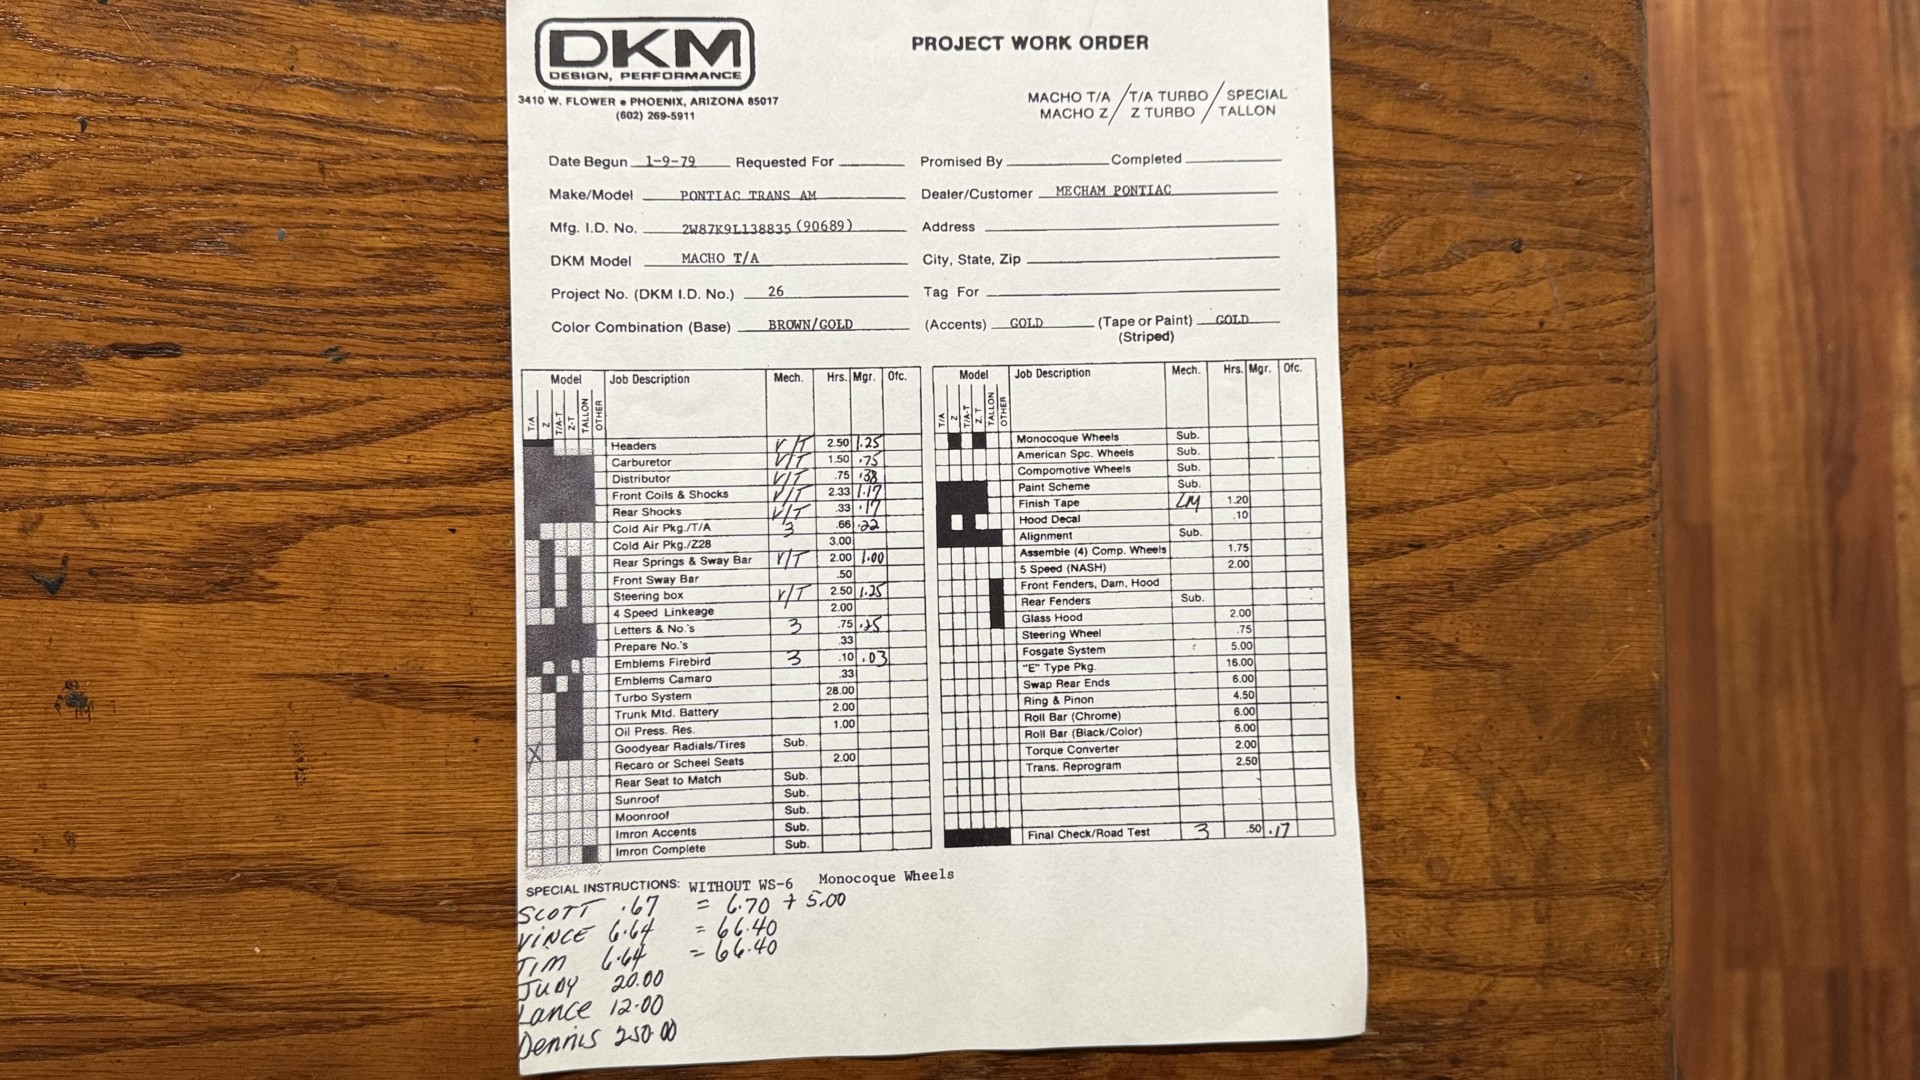 DKM
DESIGN, PERFORMANCE
3410 W. FLOWER • PHOENIX, ARIZONA 85017
(602) 269-5911
PROJECT WORK ORDER
MACHO T/A / T/A TURBO / SPECIAL
MACHO Z / Z TURBO / TALLON
Date Begun 1-9-79 Requested For Promised By Completed
Make/Model PONTIAC TRANS AM Dealer/Customer MECHAM PONTIAC
Mfg. I.D. No. 2W87K9L138835 (90689) Address
DKM Model MACHO T/A City, State, Zip
Project No. (DKM I.D. No.) 26 Tag For
Color Combination (Base) BROWN/GOLD (Accents) GOLD (Tape or Paint) GOLD
(Striped)
Model Job Description Mech. Hrs. Mgr. Ofc.
T/A Z T/A-T Z-T TALLON OTHER
Headers V/T 2.50 1.25
Carburetor V/T 1.50 .75
Distributor V/T .75 .38
Front Coils & Shocks V/T 2.33 1.17
Rear Shocks V/T .33 .17
Cold Air Pkg./T/A 3 .66 .22
Cold Air Pkg./Z28 3.00
Rear Springs & Sway Bar V/T 2.00 1.00
Front Sway Bar .50
Steering box V/T 2.50 1.25
4 Speed Linkeage 2.00
Letters & No.'s 3 .75 .25
Prepare No.'s .33
Emblems Firebird 3 .10 .03
Emblems Camaro .33
Turbo System 28.00
Trunk Mtd. Battery 2.00
Oil Press. Res. 1.00
Goodyear Radials/Tires Sub.
X Recaro or Scheel Seats 2.00
Rear Seat to Match Sub.
Sunroof Sub.
Moonroof Sub.
Imron Accents Sub.
Imron Complete Sub.
Model Job Description Mech. Hrs. Mgr. Ofc.
T/A Z T/A-T Z.T TALLON OTHER
Monocoque Wheels Sub.
American Spc. Wheels Sub.
Compomotive Wheels Sub.
Paint Scheme Sub.
Finish Tape LM 1.20
Hood Decal .10
Alignment Sub.
Assemble (4) Comp. Wheels 1.75
5 Speed (NASH) 2.00
Front Fenders, Dam, Hood
Rear Fenders Sub.
Glass Hood 2.00
Steering Wheel .75
Fosgate System 5.00
"E" Type Pkg. 16.00
Swap Rear Ends 6.00
Ring & Pinon 4.50
Roll Bar (Chrome) 6.00
Roll Bar (Black/Color) 6.00
Torque Converter 2.00
Trans. Reprogram 2.50
Final Check/Road Test 3 .50 .17
SPECIAL INSTRUCTIONS: WITHOUT WS-6 Monocoque Wheels
SCOTT .67 = 6.70 + 5.00
VINCE 6.64 = 66.40
TIM 6.64 = 66.40
JUDY 20.00
Lance 12.00
Dennis 250.00